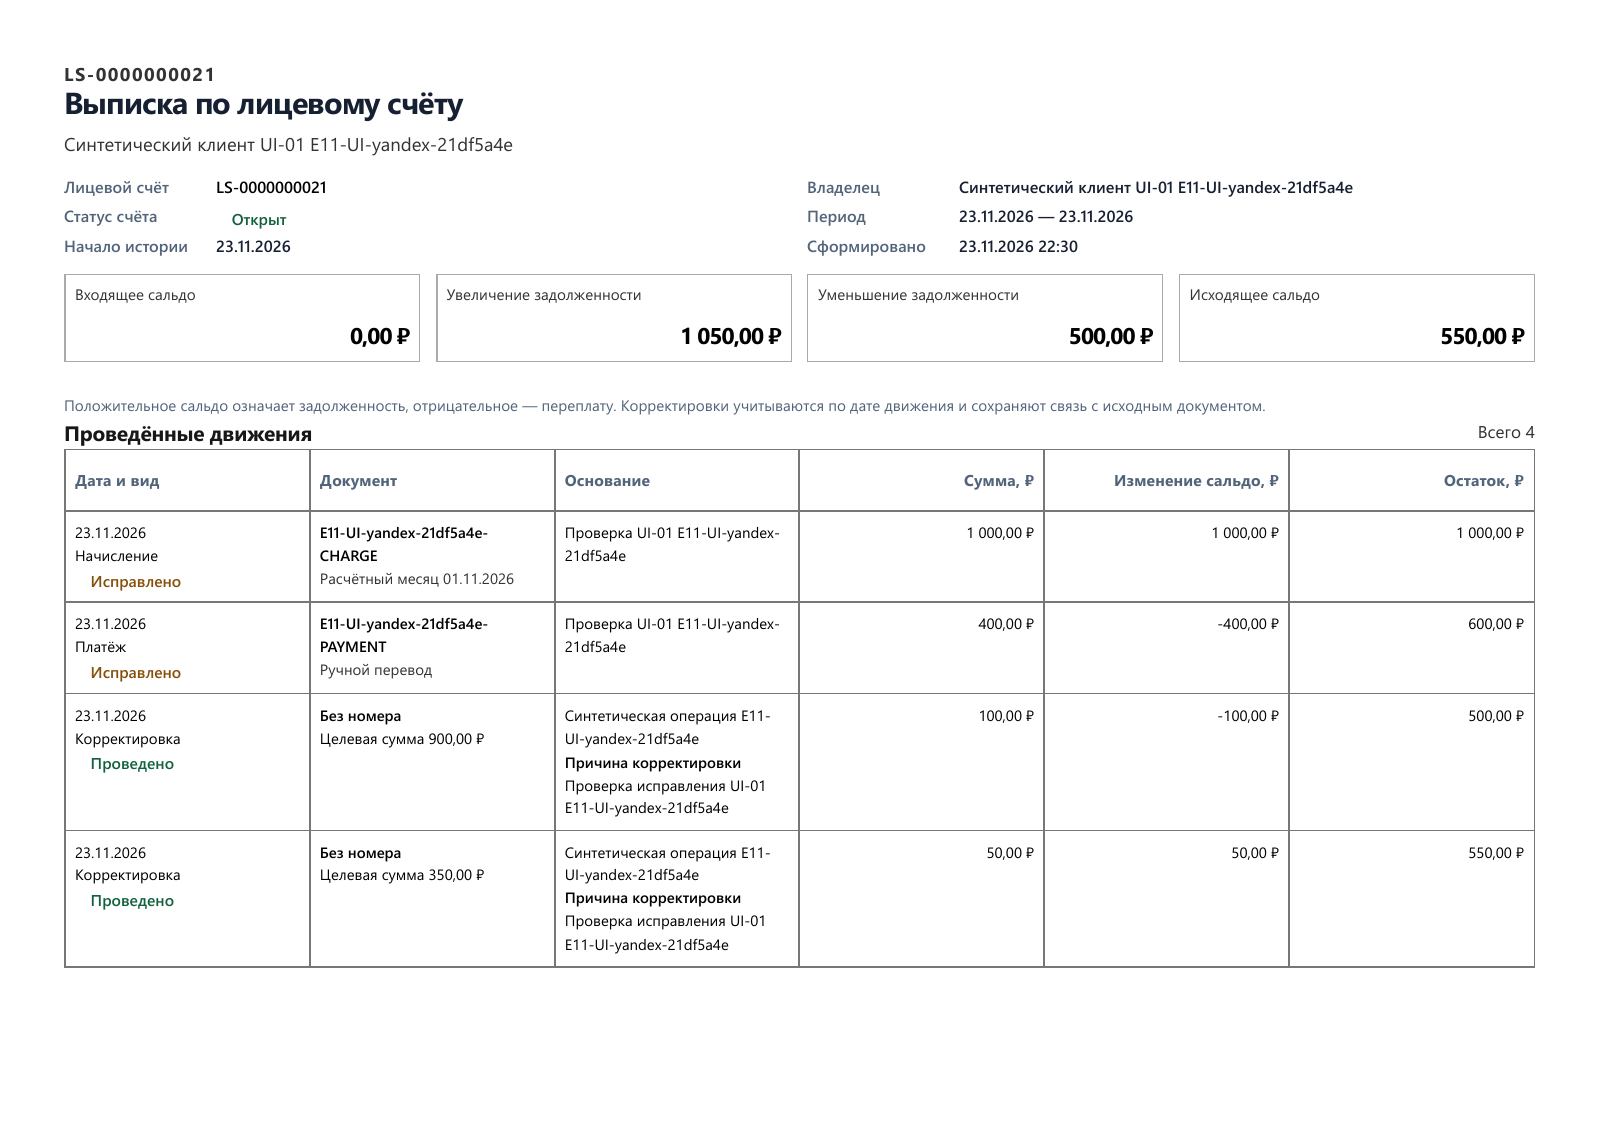 LS-0000000021
Выписка по лицевому счёту
Синтетический клиент UI-01 E11-UI-yandex-21df5a4e
Лицевой счёт LS-0000000021
Владелец Синтетический клиент UI-01 E11-UI-yandex-21df5a4e
Статус счёта Открыт
Период 23.11.2026 — 23.11.2026
Начало истории 23.11.2026
Сформировано 23.11.2026 22:30
Входящее сальдо
0,00 ₽
Увеличение задолженности
1 050,00 ₽
Уменьшение задолженности
500,00 ₽
Исходящее сальдо
550,00 ₽
Положительное сальдо означает задолженность, отрицательное — переплату. Корректировки учитываются по дате движения и сохраняют связь с исходным документом.
Проведённые движения
Всего 4
Дата и вид
Документ
Основание
Сумма, ₽
Изменение сальдо, ₽
Остаток, ₽
23.11.2026
Начисление
Исправлено
E11-UI-yandex-21df5a4e-
CHARGE
Расчётный месяц 01.11.2026
Проверка UI-01 E11-UI-yandex-
21df5a4e
1 000,00 ₽
1 000,00 ₽
1 000,00 ₽
23.11.2026
Платёж
Исправлено
E11-UI-yandex-21df5a4e-
PAYMENT
Ручной перевод
Проверка UI-01 E11-UI-yandex-
21df5a4e
400,00 ₽
-400,00 ₽
600,00 ₽
23.11.2026
Корректировка
Проведено
Без номера
Целевая сумма 900,00 ₽
Синтетическая операция E11-
UI-yandex-21df5a4e
Причина корректировки
Проверка исправления UI-01
E11-UI-yandex-21df5a4e
100,00 ₽
-100,00 ₽
500,00 ₽
23.11.2026
Корректировка
Проведено
Без номера
Целевая сумма 350,00 ₽
Синтетическая операция E11-
UI-yandex-21df5a4e
Причина корректировки
Проверка исправления UI-01
E11-UI-yandex-21df5a4e
50,00 ₽
50,00 ₽
550,00 ₽